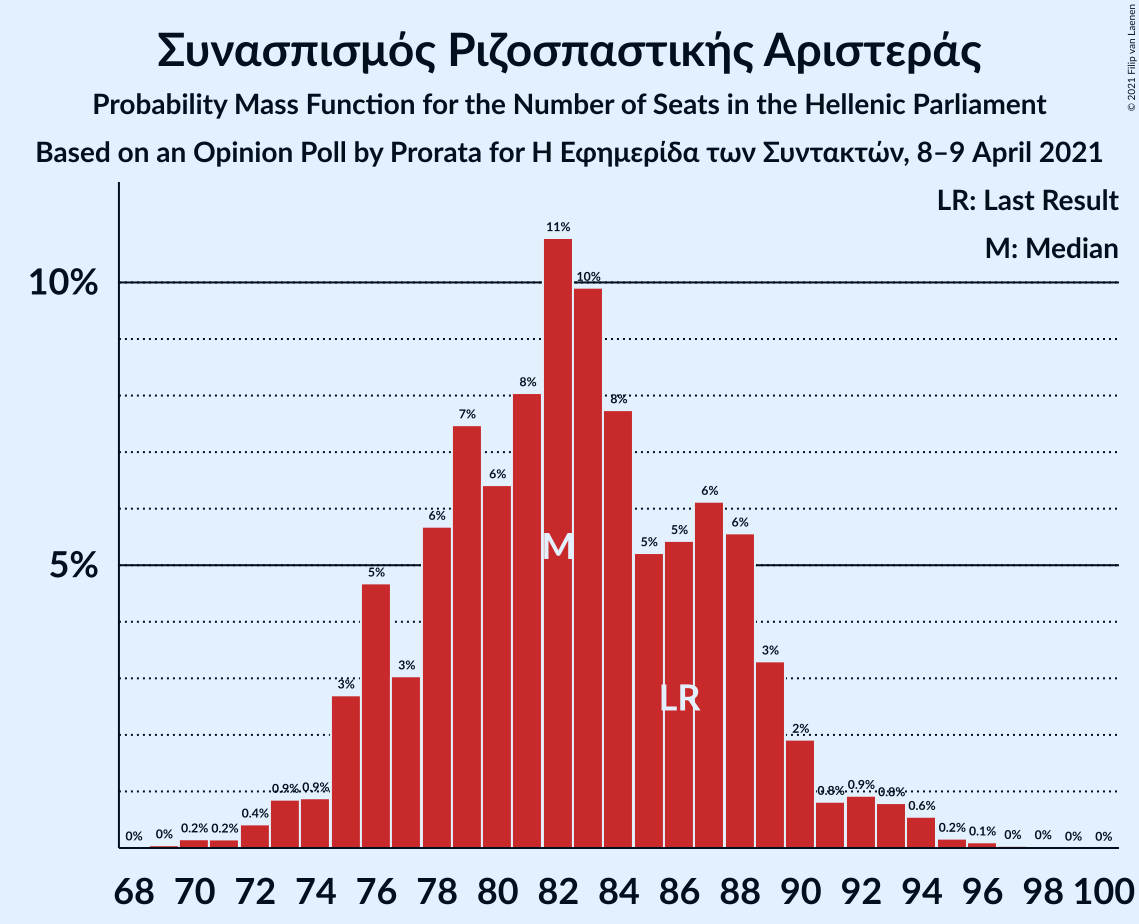 Συνασπισμός Ριζοσπαστικής Αριστεράς
Probability Mass Function for the Number of Seats in the Hellenic Parliament
Based on an Opinion Poll by Prorata for Η Εφημερίδα των Συντακτών, 8–9 April 2021
© 2021 Filip van Laenen
LR: Last Result
M: Median
10%
5%
0% 0% 0.2% 0.2% 0.4% 0.9% 0.9% 3% 5% 3% 6% 7% 6% 8% 11% 10% 8% 5% 5% 6% 6% 3% 2% 0.8% 0.9% 0.8% 0.6% 0.2% 0.1% 0% 0% 0% 0%
M
LR
68 70 72 74 76 78 80 82 84 86 88 90 92 94 96 98 100